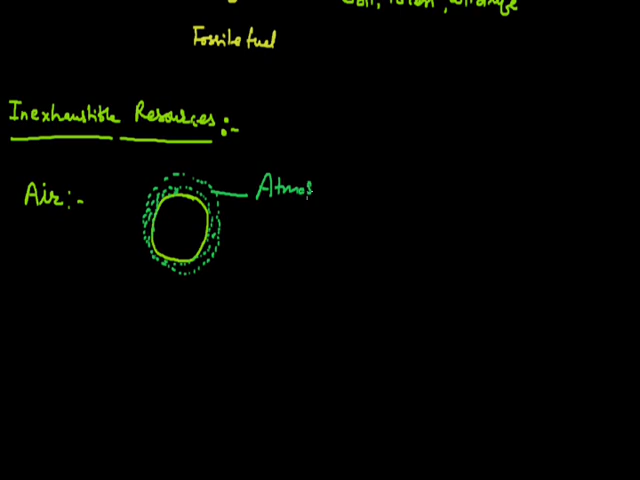 Fossile fuel
Inexhaustible Resources :-
Air :-
Atmos